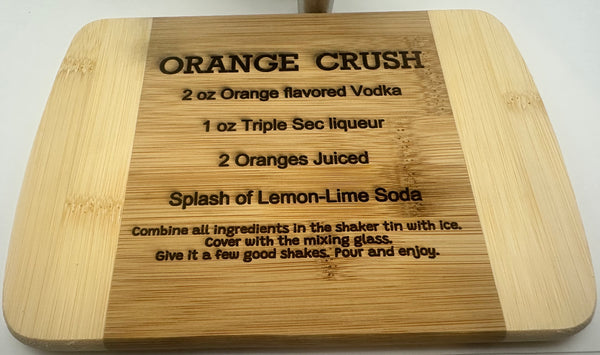 ORANGE CRUSH
2 oz Orange flavored Vodka
1 oz Triple Sec liqueur
2 Oranges Juiced
Splash of Lemon-Lime Soda
Combine all ingredients in the shaker tin with ice.
Cover with the mixing glass.
Give it a few good shakes. Pour and enjoy.